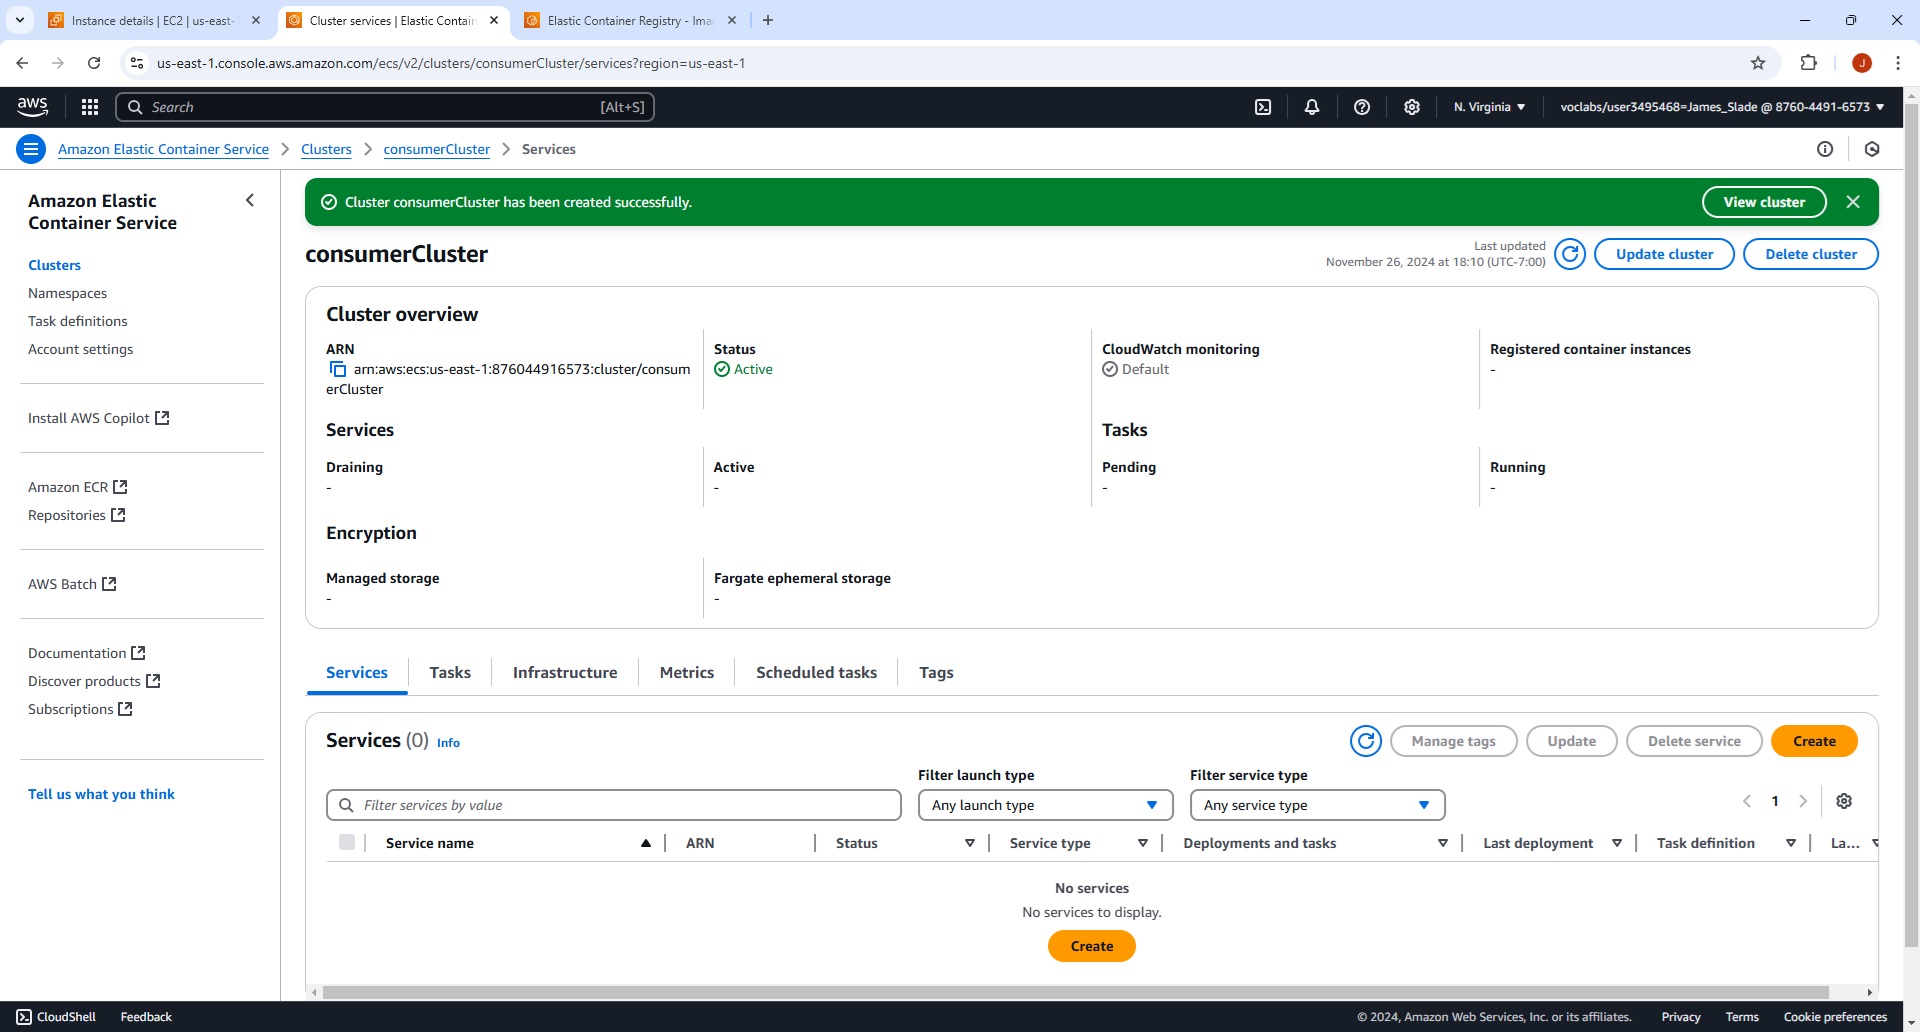 Instance details | EC2 | us-east-
Cluster services | Elastic Contain
Elastic Container Registry - Ima
us-east-1.console.aws.amazon.com/ecs/v2/clusters/consumerCluster/services?region=us-east-1
J
aws
Search
[Alt+S]
N. Virginia
voclabs/user3495468=James_Slade @ 8760-4491-6573
Amazon Elastic Container Service
Clusters
consumerCluster
Services
Amazon Elastic
Container Service
Clusters
Namespaces
Task definitions
Account settings
Install AWS Copilot
Amazon ECR
Repositories
AWS Batch
Documentation
Discover products
Subscriptions
Tell us what you think
Cluster consumerCluster has been created successfully.
View cluster
consumerCluster
Last updated
November 26, 2024 at 18:10 (UTC-7:00)
Update cluster
Delete cluster
Cluster overview
ARN
arn:aws:ecs:us-east-1:876044916573:cluster/consum
erCluster
Status
Active
CloudWatch monitoring
Default
Registered container instances
-
Services
Tasks
Draining
-
Active
-
Pending
-
Running
-
Encryption
Managed storage
-
Fargate ephemeral storage
-
Services
Tasks
Infrastructure
Metrics
Scheduled tasks
Tags
Services (0) Info
Manage tags
Update
Delete service
Create
Filter services by value
Filter launch type
Any launch type
Filter service type
Any service type
1
Service name
ARN
Status
Service type
Deployments and tasks
Last deployment
Task definition
La...
No services
No services to display.
Create
CloudShell
Feedback
© 2024, Amazon Web Services, Inc. or its affiliates.
Privacy
Terms
Cookie preferences